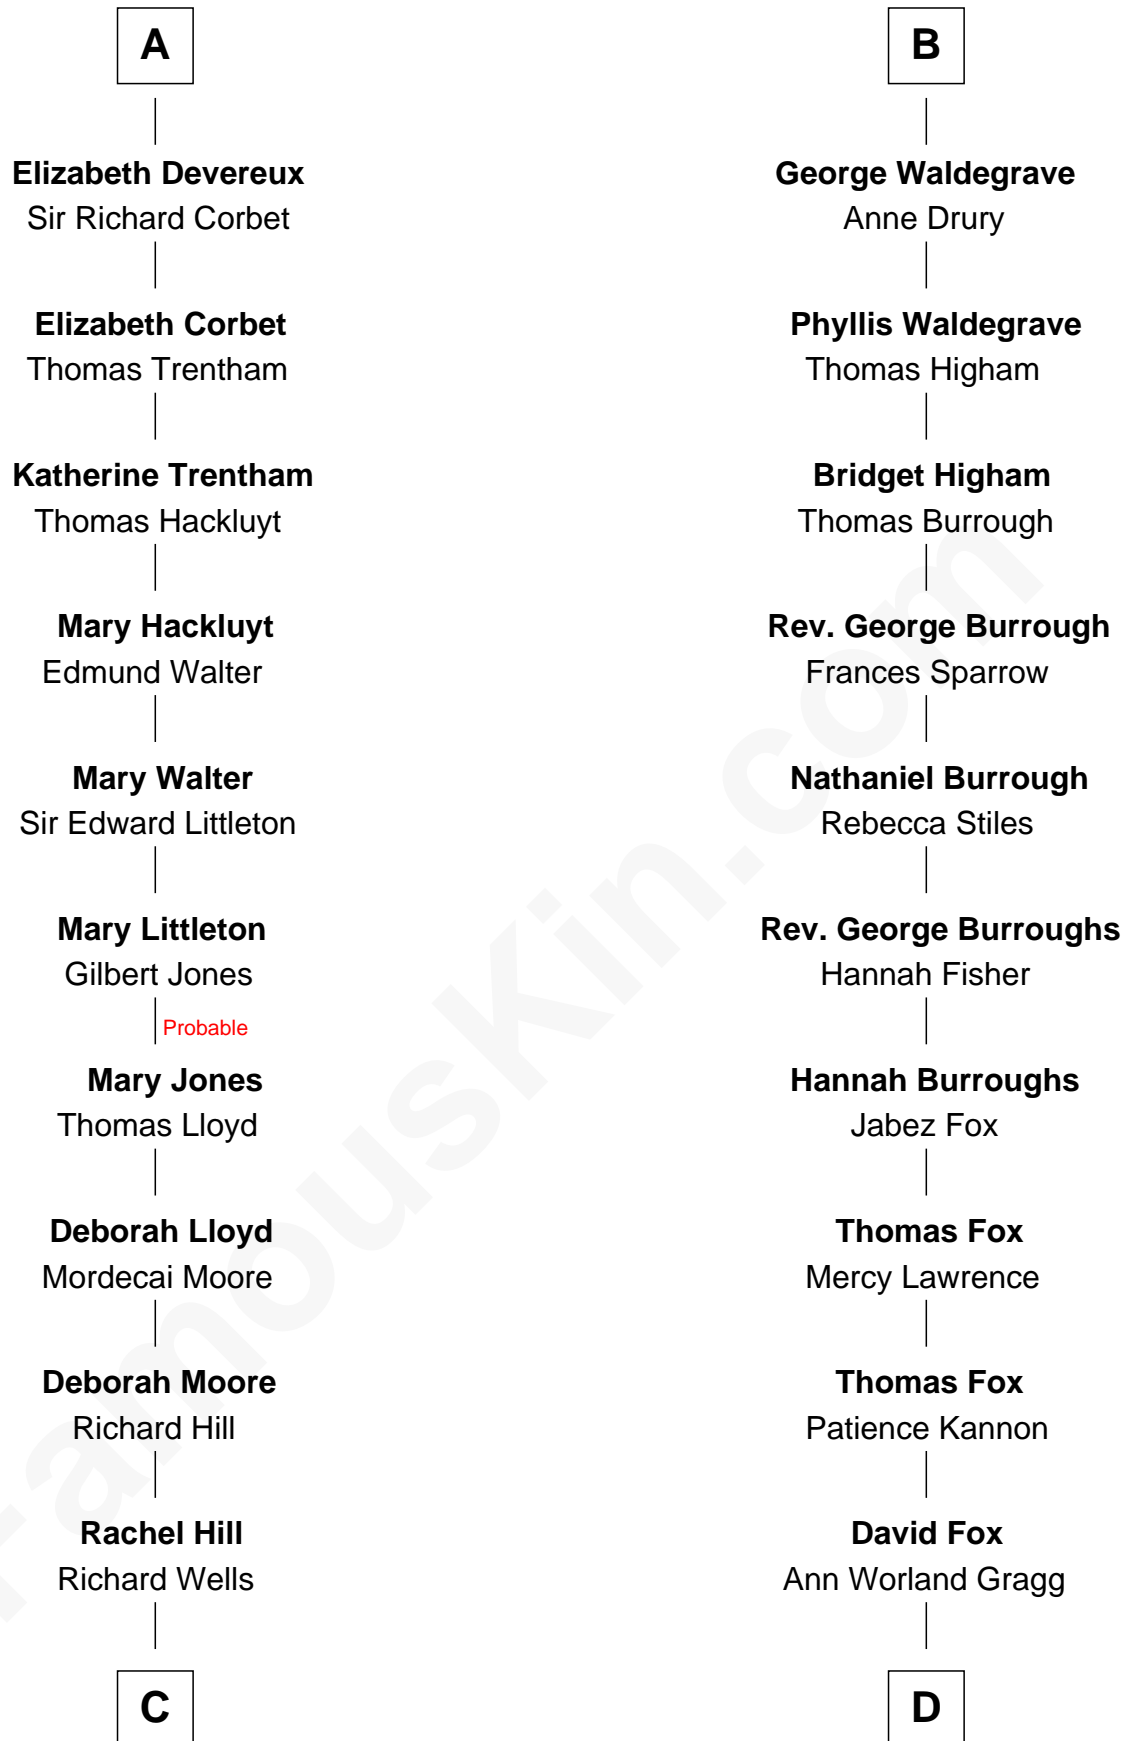 A
Elizabeth Devereux
Sir Richard Corbet
Elizabeth Corbet
Thomas Trentham
Katherine Trentham
Thomas Hackluyt
Mary Hackluyt
Edmund Walter
Mary Walter
Sir Edward Littleton
Mary Littleton
Gilbert Jones
Probable
Mary Jones
Thomas Lloyd
Deborah Lloyd
Mordecai Moore
Deborah Moore
Richard Hill
Rachel Hill
Richard Wells
C
B
George Waldegrave
Anne Drury
Phyllis Waldegrave
Thomas Higham
Bridget Higham
Thomas Burrough
Rev. George Burrough
Frances Sparrow
Nathaniel Burrough
Rebecca Stiles
Rev. George Burroughs
Hannah Fisher
Hannah Burroughs
Jabez Fox
Thomas Fox
Mercy Lawrence
Thomas Fox
Patience Kannon
David Fox
Ann Worland Gragg
D
FamousKin.com